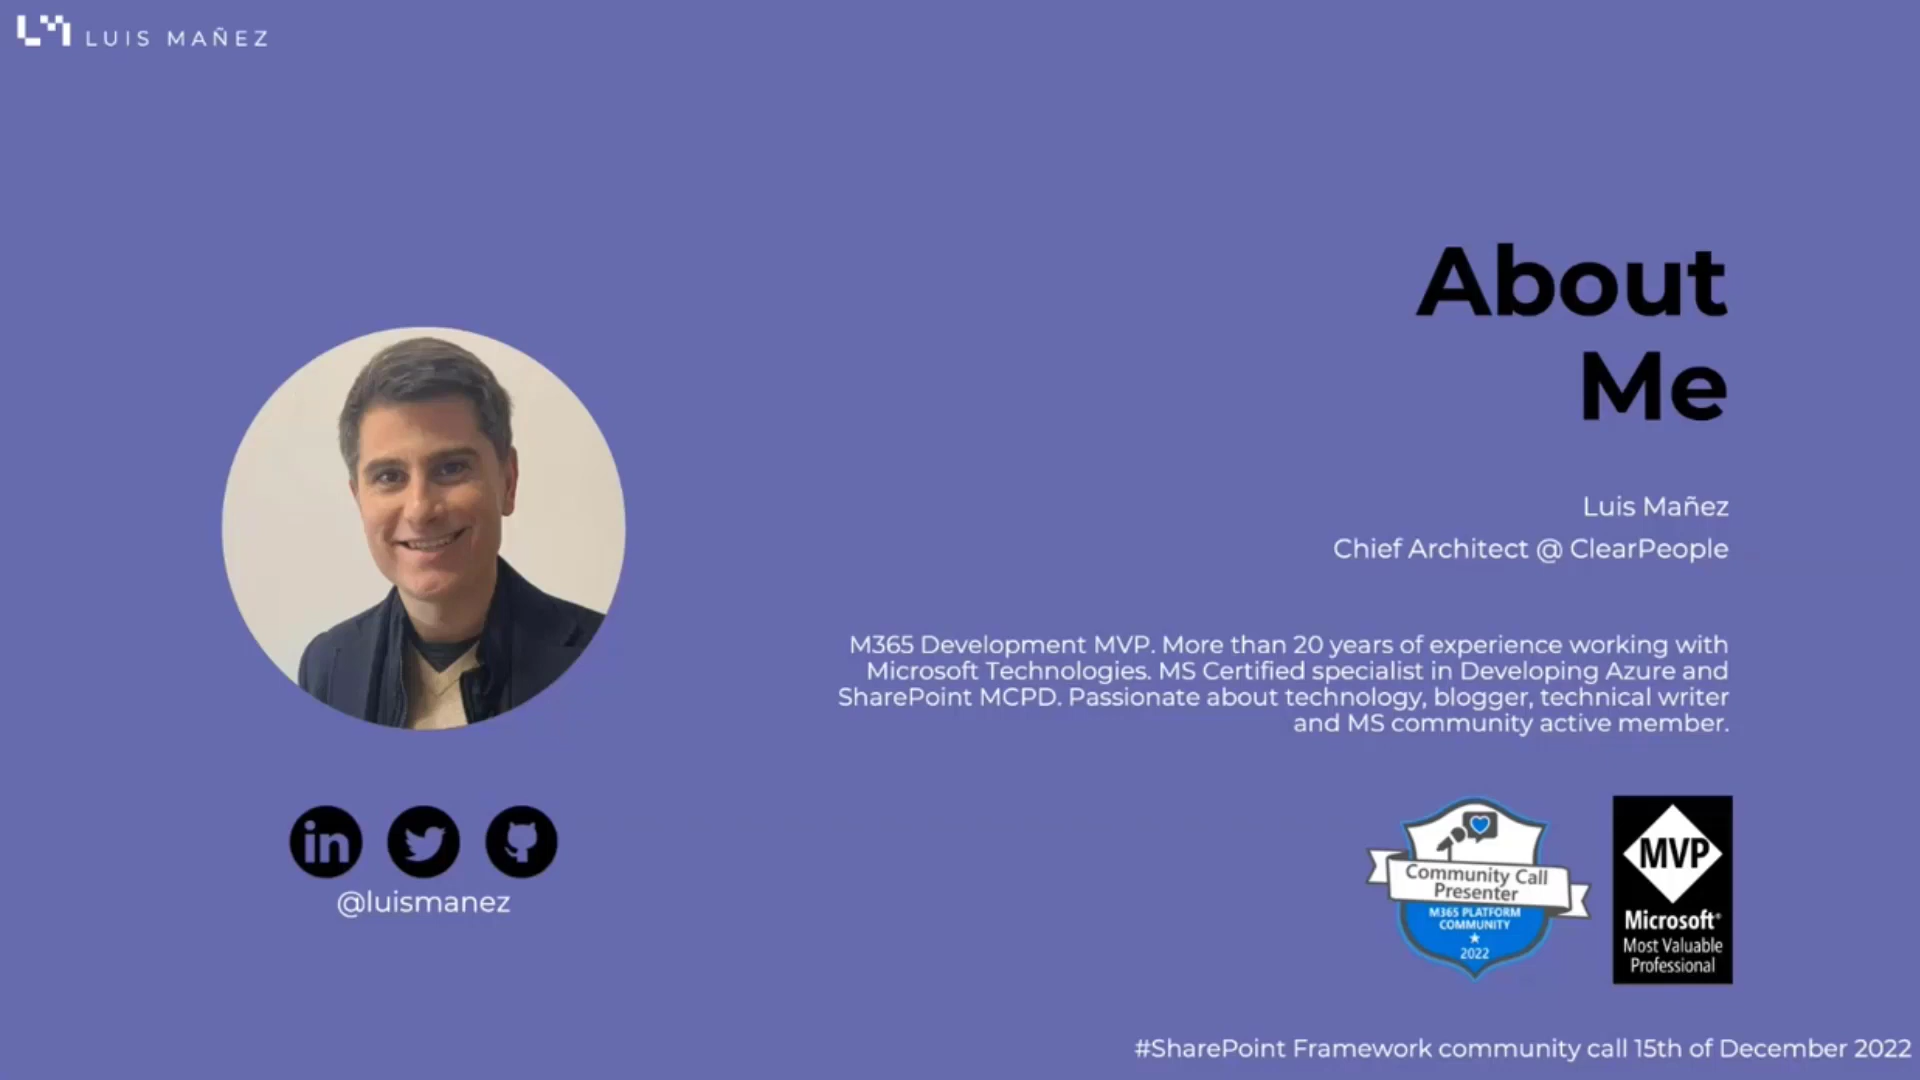 LM LUIS MAÑEZ
About
Me
Luis Mañez
Chief Architect @ ClearPeople
M365 Development MVP. More than 20 years of experience working with
Microsoft Technologies. MS Certified specialist in Developing Azure and
SharePoint MCPD. Passionate about technology, blogger, technical writer
and MS community active member.
in
@luismanez
Community Call
Presenter
M365 PLATFORM
COMMUNITY
2022
MVP
Microsoft®
Most Valuable
Professional
#SharePoint Framework community call 15th of December 2022